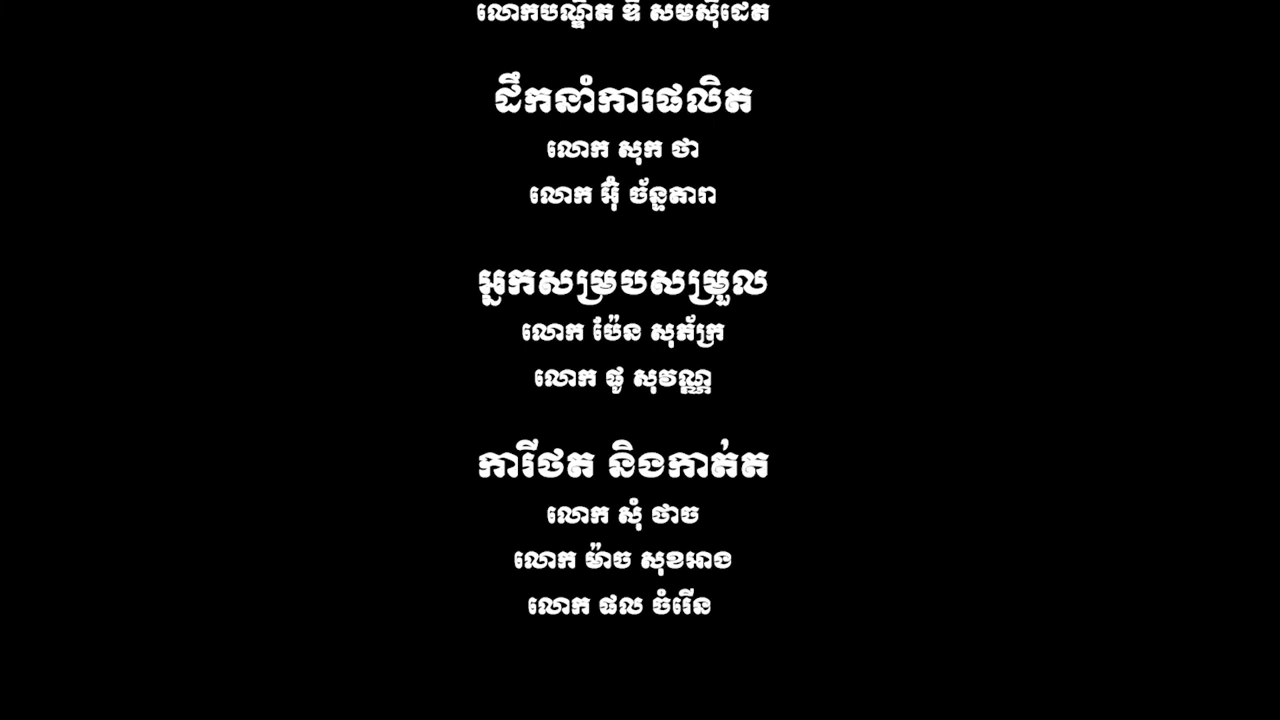 លោកបណ្ឌិត ឌី សមស៊ីដេត
ដឹកនាំការផលិត
លោក សុក ថា
លោក អ៊ុំ ច័ន្ទតារា
អ្នកសម្របសម្រួល
លោក ប៉ែន សុភ័ក្រ
លោក ផូ សុវណ្ណ
ការីថត និងកាត់ត
លោក សុំ ថាច
លោក ម៉ាច សុខអាង
លោក ផល ចំរើន